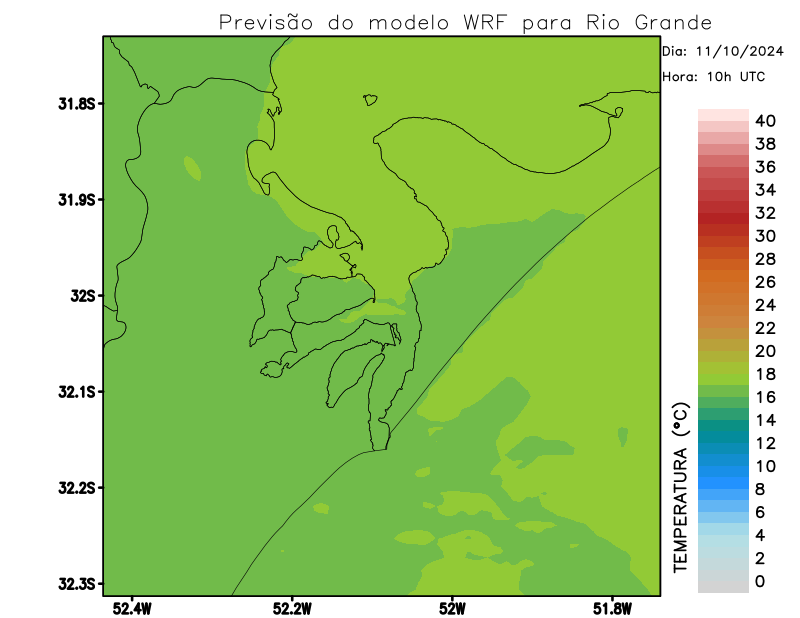 Previsão do modelo WRF para Rio Grande
Dia: 11/10/2024
Hora: 10h UTC
31.8S
31.9S
32S
32.1S
32.2S
32.3S
52.4W
52.2W
52W
51.8W
TEMPERATURA (°C)
40
38
36
34
32
30
28
26
24
22
20
18
16
14
12
10
8
6
4
2
0